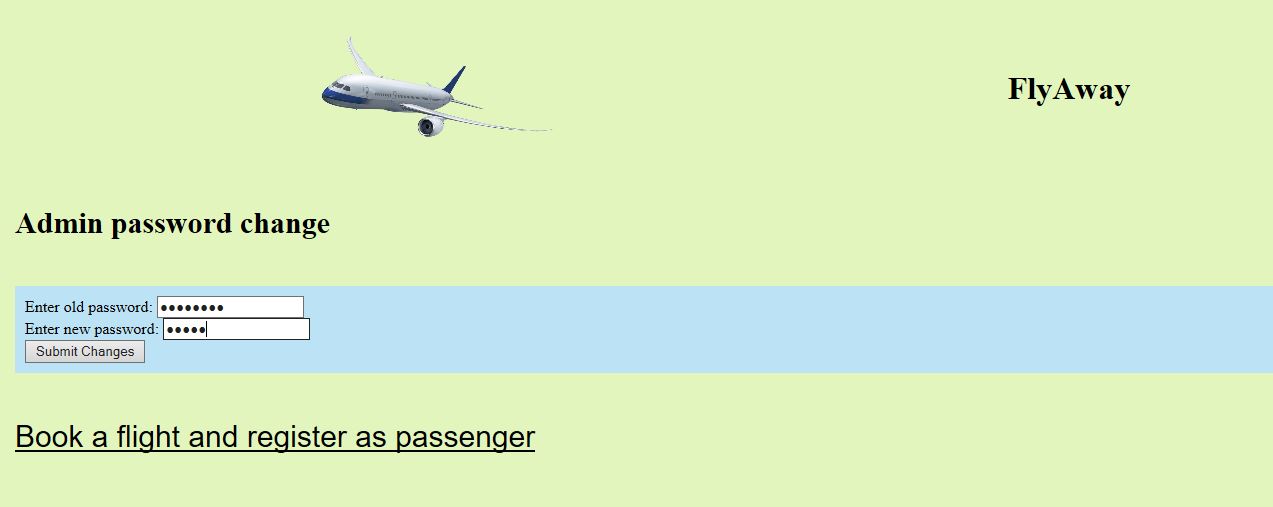 FlyAway
Admin password change
Enter old password: ●●●●●●●●
Enter new password: ●●●●●
Submit Changes
Book a flight and register as passenger